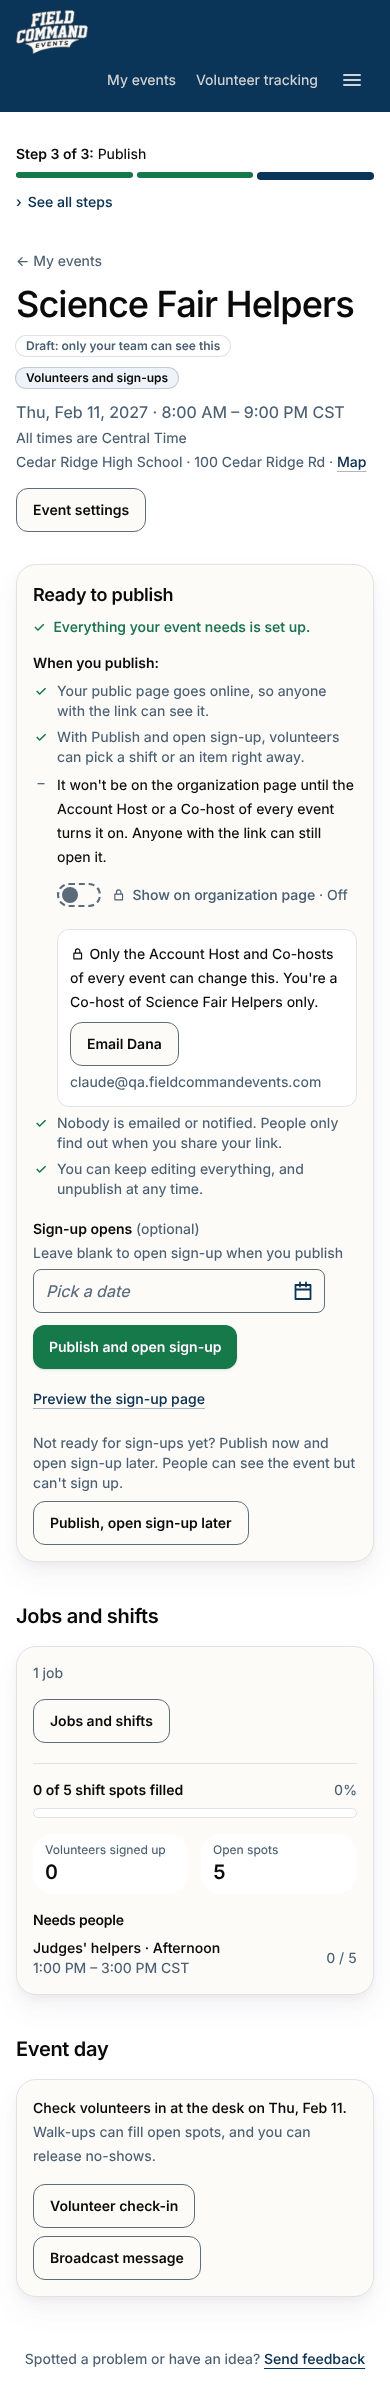 FIELD
COMMAND
EVENTS
My events Volunteer tracking
Step 3 of 3: Publish
› See all steps
← My events
Science Fair Helpers
Draft: only your team can see this
Volunteers and sign-ups
Thu, Feb 11, 2027 · 8:00 AM – 9:00 PM CST
All times are Central Time
Cedar Ridge High School · 100 Cedar Ridge Rd · Map
Event settings
Ready to publish
✓ Everything your event needs is set up.
When you publish:
✓ Your public page goes online, so anyone
with the link can see it.
✓ With Publish and open sign-up, volunteers
can pick a shift or an item right away.
– It won't be on the organization page until the
Account Host or a Co-host of every event
turns it on. Anyone with the link can still
open it.
Show on organization page · Off
Only the Account Host and Co-hosts
of every event can change this. You're a
Co-host of Science Fair Helpers only.
Email Dana
claude@qa.fieldcommandevents.com
✓ Nobody is emailed or notified. People only
find out when you share your link.
✓ You can keep editing everything, and
unpublish at any time.
Sign-up opens (optional)
Leave blank to open sign-up when you publish
Pick a date
Publish and open sign-up
Preview the sign-up page
Not ready for sign-ups yet? Publish now and
open sign-up later. People can see the event but
can't sign up.
Publish, open sign-up later
Jobs and shifts
1 job
Jobs and shifts
0 of 5 shift spots filled 0%
Volunteers signed up Open spots
0 5
Needs people
Judges' helpers · Afternoon
1:00 PM – 3:00 PM CST 0 / 5
Event day
Check volunteers in at the desk on Thu, Feb 11.
Walk-ups can fill open spots, and you can
release no-shows.
Volunteer check-in
Broadcast message
Spotted a problem or have an idea? Send feedback